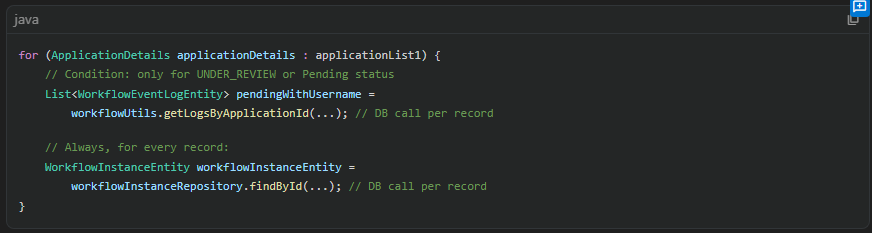 java
for (ApplicationDetails applicationDetails : applicationList1) {
    // Condition: only for UNDER_REVIEW or Pending status
    List<WorkflowEventLogEntity> pendingWithUsername =
        workflowUtils.getLogsByApplicationId(...); // DB call per record

    // Always, for every record:
    WorkflowInstanceEntity workflowInstanceEntity =
        workflowInstanceRepository.findById(...); // DB call per record
}